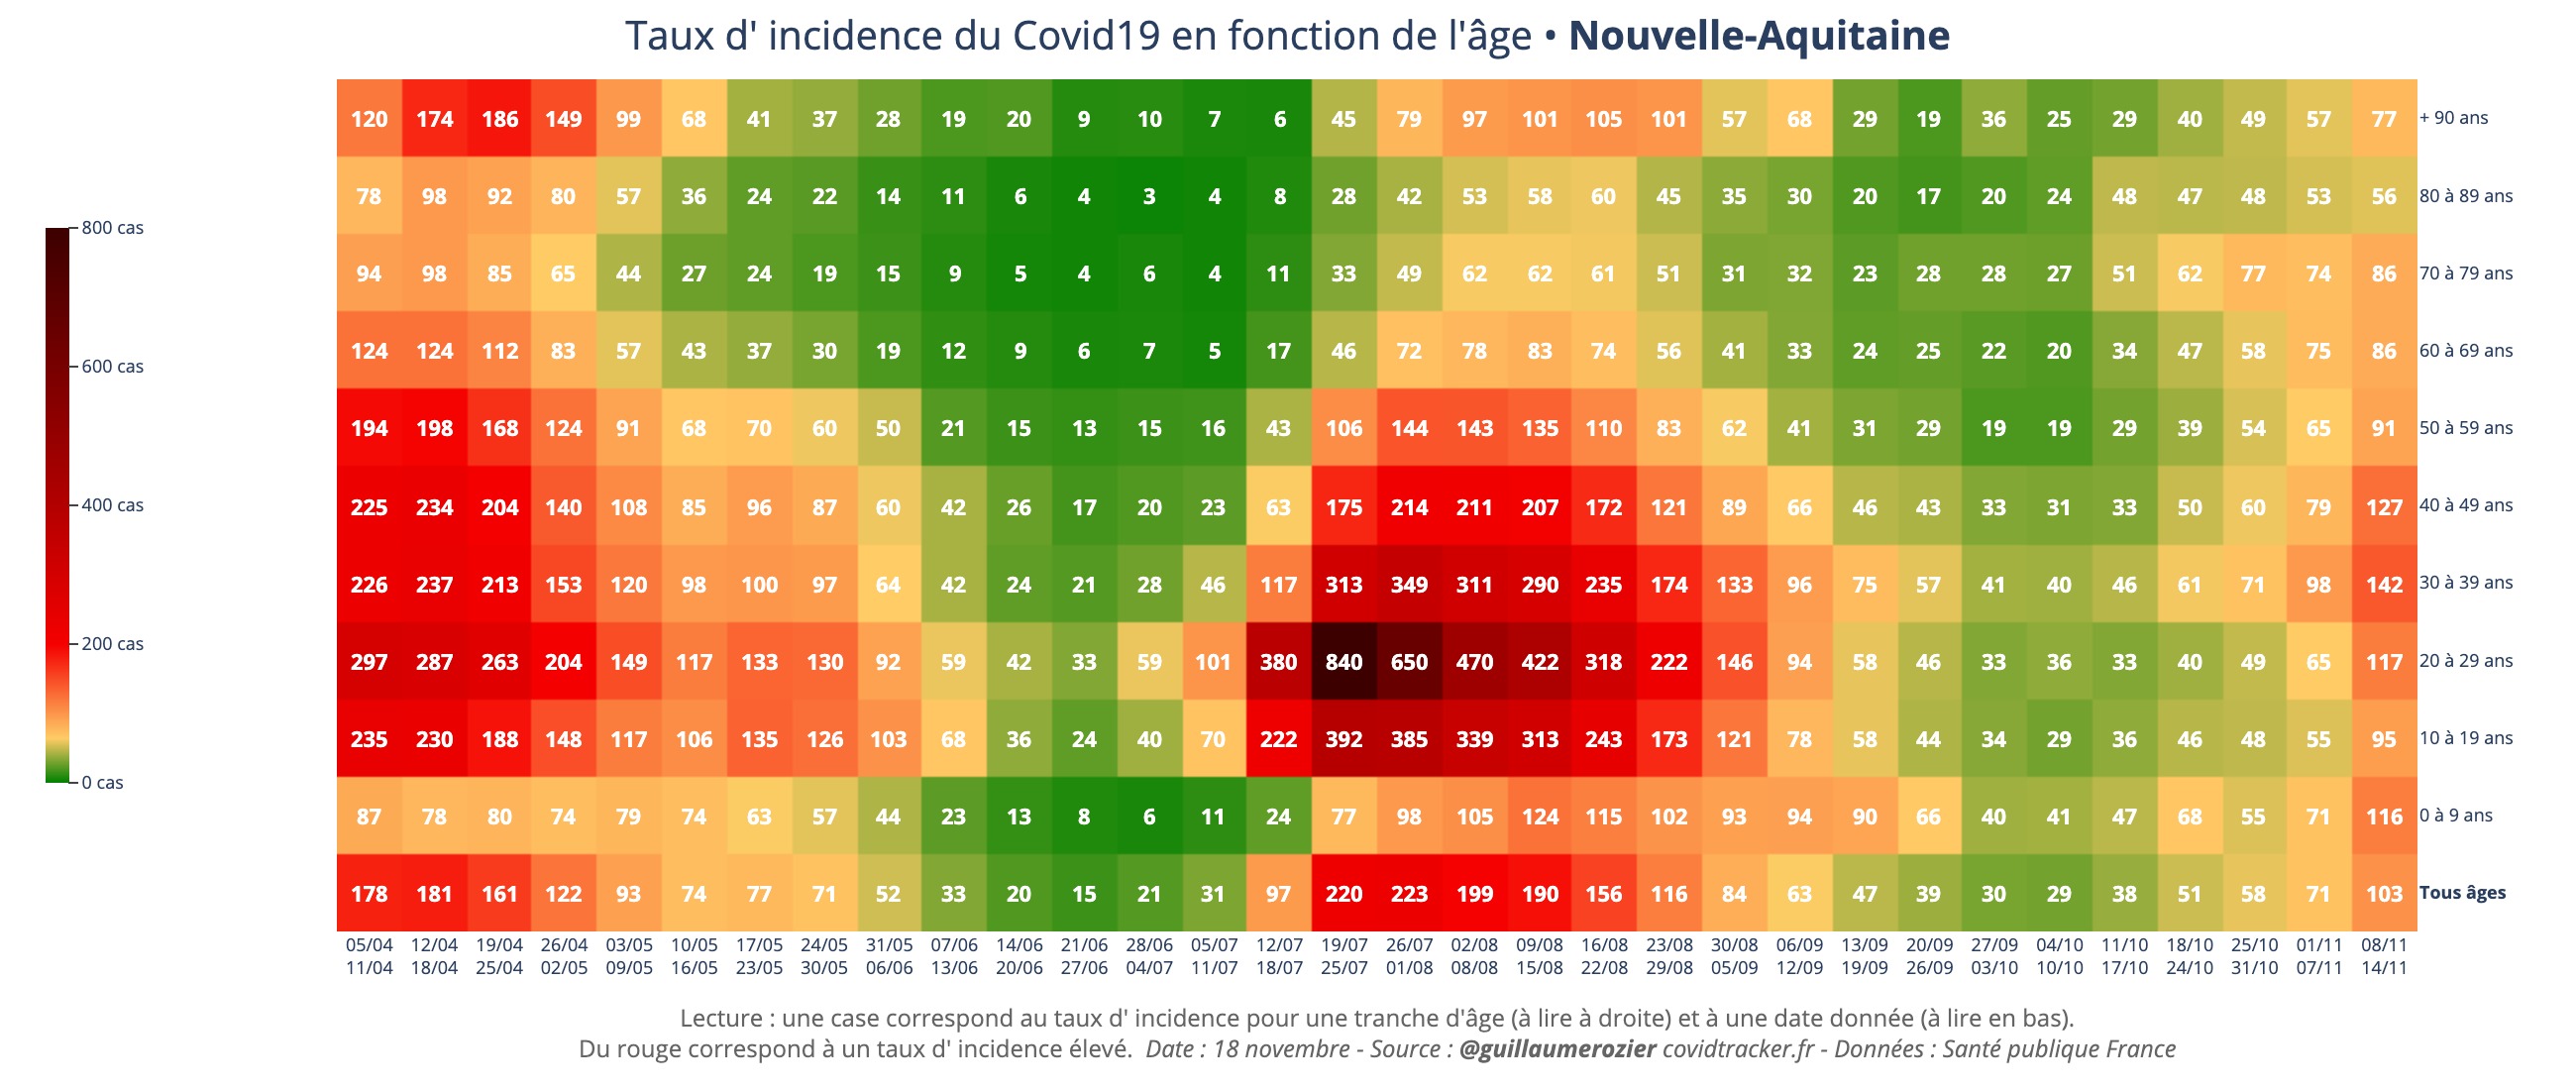 Taux d' incidence du Covid19 en fonction de l'âge • Nouvelle-Aquitaine
800 cas
600 cas
400 cas
200 cas
0 cas
120 174 186 149 99 68 41 37 28 19 20 9 10 7 6 45 79 97 101 105 101 57 68 29 19 36 25 29 40 49 57 77 + 90 ans
78 98 92 80 57 36 24 22 14 11 6 4 3 4 8 28 42 53 58 60 45 35 30 20 17 20 24 48 47 48 53 56 80 à 89 ans
94 98 85 65 44 27 24 19 15 9 5 4 6 4 11 33 49 62 62 61 51 31 32 23 28 28 27 51 62 77 74 86 70 à 79 ans
124 124 112 83 57 43 37 30 19 12 9 6 7 5 17 46 72 78 83 74 56 41 33 24 25 22 20 34 47 58 75 86 60 à 69 ans
194 198 168 124 91 68 70 60 50 21 15 13 15 16 43 106 144 143 135 110 83 62 41 31 29 19 19 29 39 54 65 91 50 à 59 ans
225 234 204 140 108 85 96 87 60 42 26 17 20 23 63 175 214 211 207 172 121 89 66 46 43 33 31 33 50 60 79 127 40 à 49 ans
226 237 213 153 120 98 100 97 64 42 24 21 28 46 117 313 349 311 290 235 174 133 96 75 57 41 40 46 61 71 98 142 30 à 39 ans
297 287 263 204 149 117 133 130 92 59 42 33 59 101 380 840 650 470 422 318 222 146 94 58 46 33 36 33 40 49 65 117 20 à 29 ans
235 230 188 148 117 106 135 126 103 68 36 24 40 70 222 392 385 339 313 243 173 121 78 58 44 34 29 36 46 48 55 95 10 à 19 ans
87 78 80 74 79 74 63 57 44 23 13 8 6 11 24 77 98 105 124 115 102 93 94 90 66 40 41 47 68 55 71 116 0 à 9 ans
178 181 161 122 93 74 77 71 52 33 20 15 21 31 97 220 223 199 190 156 116 84 63 47 39 30 29 38 51 58 71 103 Tous âges
05/04 12/04 19/04 26/04 03/05 10/05 17/05 24/05 31/05 07/06 14/06 21/06 28/06 05/07 12/07 19/07 26/07 02/08 09/08 16/08 23/08 30/08 06/09 13/09 20/09 27/09 04/10 11/10 18/10 25/10 01/11 08/11
11/04 18/04 25/04 02/05 09/05 16/05 23/05 30/05 06/06 13/06 20/06 27/06 04/07 11/07 18/07 25/07 01/08 08/08 15/08 22/08 29/08 05/09 12/09 19/09 26/09 03/10 10/10 17/10 24/10 31/10 07/11 14/11
Lecture : une case correspond au taux d' incidence pour une tranche d'âge (à lire à droite) et à une date donnée (à lire en bas).
Du rouge correspond à un taux d' incidence élevé. Date : 18 novembre - Source : @guillaumerozier covidtracker.fr - Données : Santé publique France